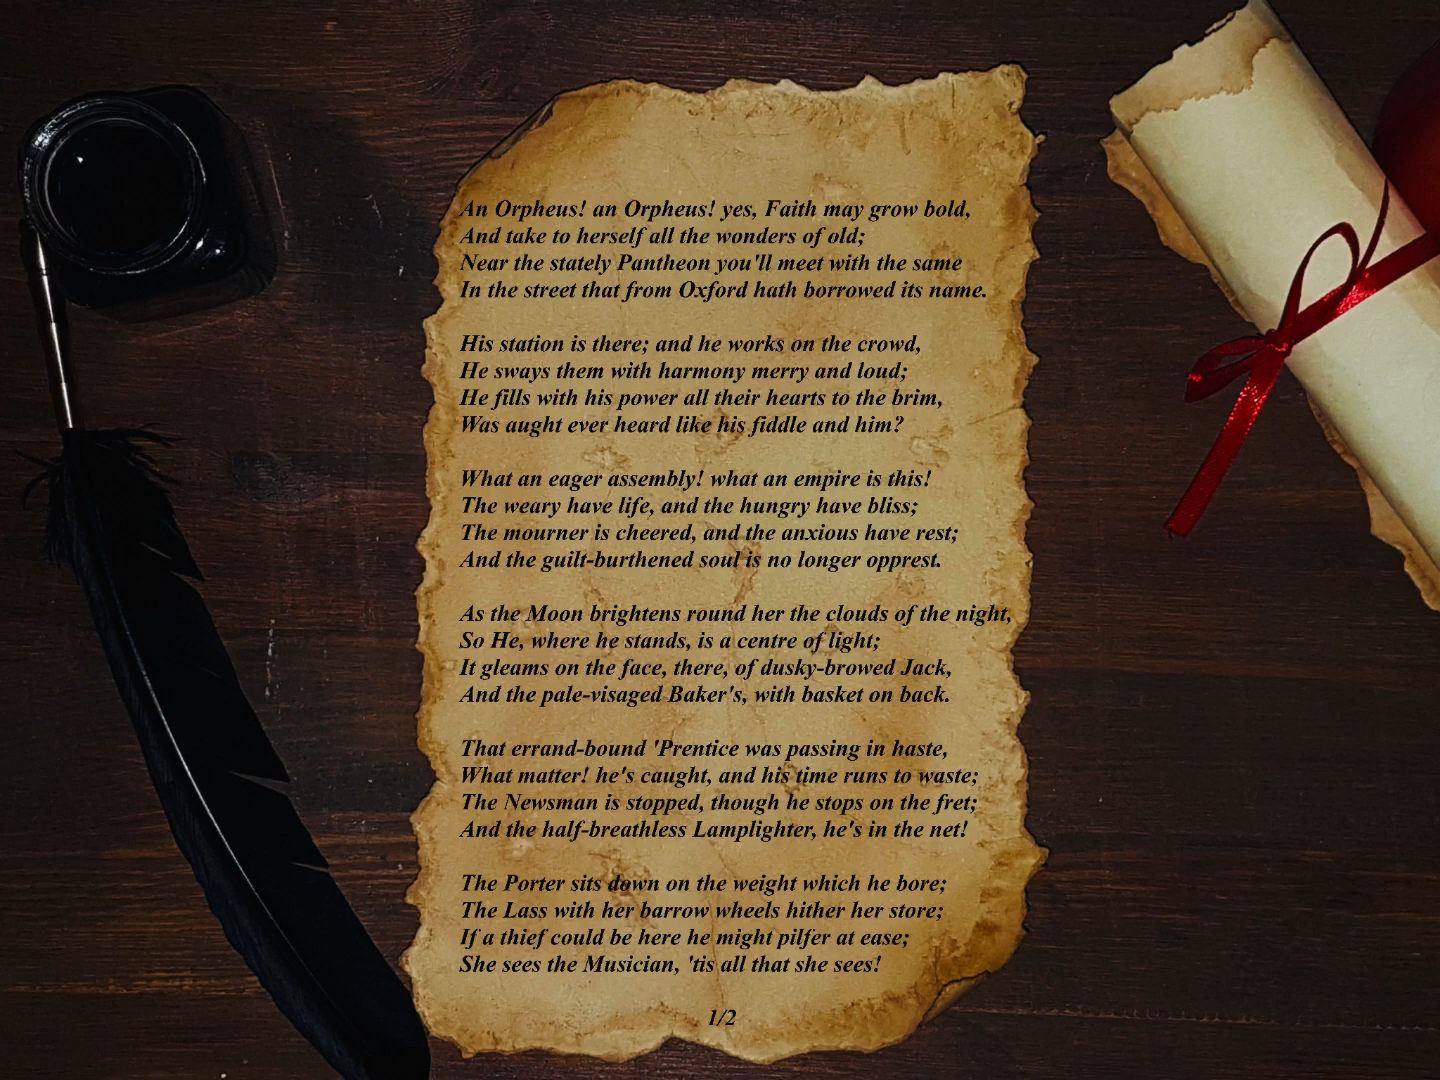 An Orpheus! an Orpheus! yes, Faith may grow bold,
And take to herself all the wonders of old;
Near the stately Pantheon you'll meet with the same
In the street that from Oxford hath borrowed its name.

His station is there; and he works on the crowd,
He sways them with harmony merry and loud;
He fills with his power all their hearts to the brim,
Was aught ever heard like his fiddle and him?

What an eager assembly! what an empire is this!
The weary have life, and the hungry have bliss;
The mourner is cheered, and the anxious have rest;
And the guilt-burthened soul is no longer opprest.

As the Moon brightens round her the clouds of the night,
So He, where he stands, is a centre of light;
It gleams on the face, there, of dusky-browed Jack,
And the pale-visaged Baker's, with basket on back.

That errand-bound 'Prentice was passing in haste,
What matter! he's caught, and his time runs to waste;
The Newsman is stopped, though he stops on the fret;
And the half-breathless Lamplighter, he's in the net!

The Porter sits down on the weight which he bore;
The Lass with her barrow wheels hither her store;
If a thief could be here he might pilfer at ease;
She sees the Musician, 'tis all that she sees!

1/2